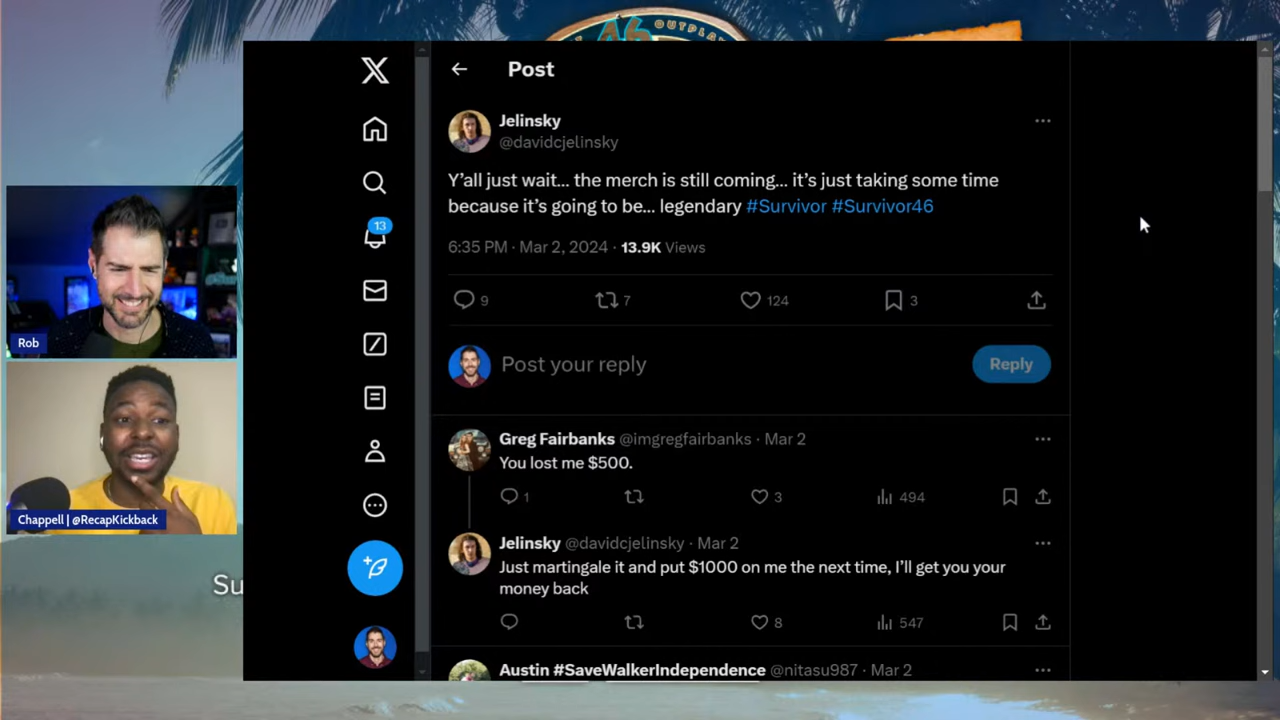 46
OUTPLA
Post
Jelinsky
@davidcjelinsky
Y'all just wait... the merch is still coming... it's just taking some time
because it's going to be... legendary #Survivor #Survivor46
6:35 PM · Mar 2, 2024 · 13.9K Views
9 7 124 3
Post your reply
Reply
Greg Fairbanks @imgregfairbanks · Mar 2
You lost me $500.
1 3 494
Jelinsky @davidcjelinsky · Mar 2
Just martingale it and put $1000 on me the next time, I'll get you your
money back
8 547
Austin #SaveWalkerIndependence @nitasu987 · Mar 2
13
Rob
Chappell | @RecapKickback
Su